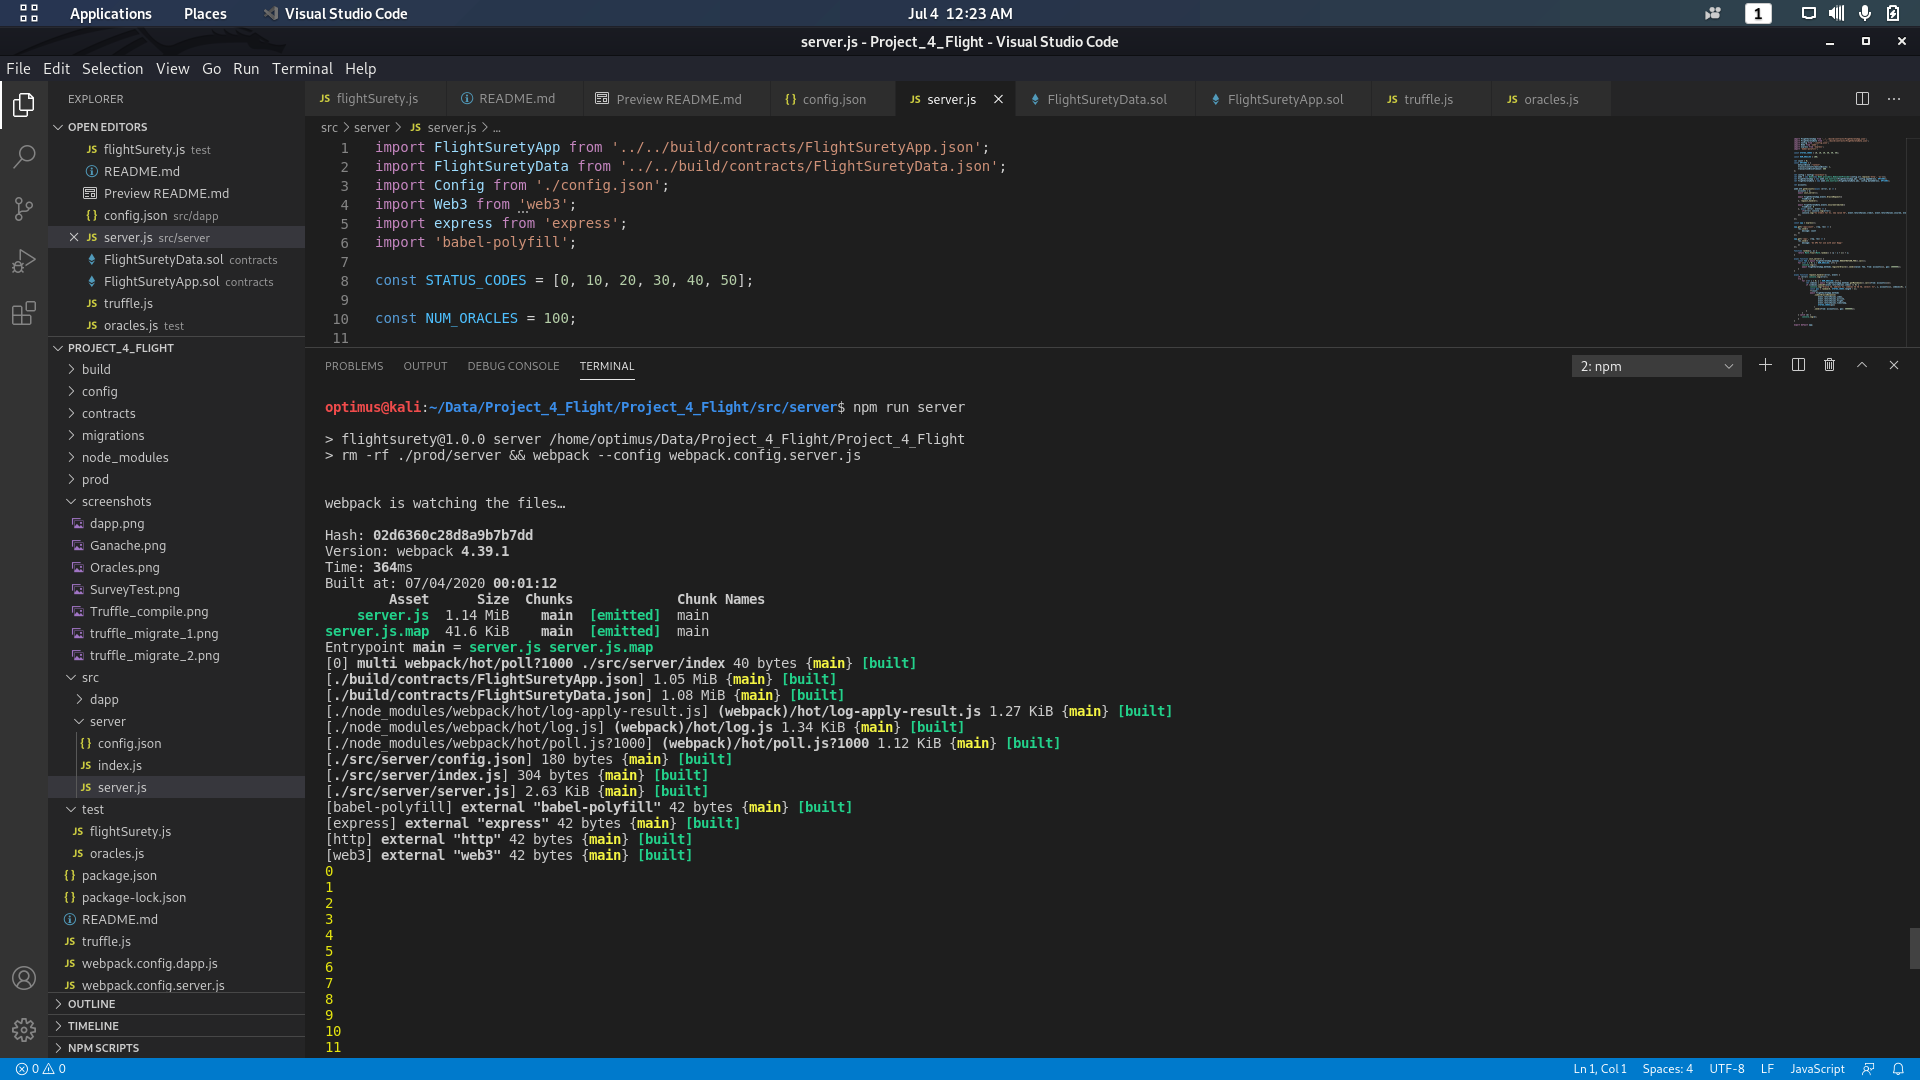 Applications Places Visual Studio Code Jul 4 12:23 AM 1
server.js - Project_4_Flight - Visual Studio Code
File Edit Selection View Go Run Terminal Help
EXPLORER
OPEN EDITORS
JS flightSurety.js test
README.md
Preview README.md
{} config.json src/dapp
JS server.js src/server
FlightSuretyData.sol contracts
FlightSuretyApp.sol contracts
JS truffle.js
JS oracles.js test
PROJECT_4_FLIGHT
build
config
contracts
migrations
node_modules
prod
screenshots
dapp.png
Ganache.png
Oracles.png
SurveyTest.png
Truffle_compile.png
truffle_migrate_1.png
truffle_migrate_2.png
src
dapp
server
{} config.json
JS index.js
JS server.js
test
JS flightSurety.js
JS oracles.js
{} package.json
{} package-lock.json
README.md
JS truffle.js
JS webpack.config.dapp.js
JS webpack.config.server.js
OUTLINE
TIMELINE
NPM SCRIPTS
JS flightSurety.js README.md Preview README.md {} config.json JS server.js FlightSuretyData.sol FlightSuretyApp.sol JS truffle.js JS oracles.js
src > server > JS server.js > ...
1 import FlightSuretyApp from '../../build/contracts/FlightSuretyApp.json';
2 import FlightSuretyData from '../../build/contracts/FlightSuretyData.json';
3 import Config from './config.json';
4 import Web3 from 'web3';
5 import express from 'express';
6 import 'babel-polyfill';
7
8 const STATUS_CODES = [0, 10, 20, 30, 40, 50];
9
10 const NUM_ORACLES = 100;
11
PROBLEMS OUTPUT DEBUG CONSOLE TERMINAL 2: npm
optimus@kali:~/Data/Project_4_Flight/Project_4_Flight/src/server$ npm run server
> flightsurety@1.0.0 server /home/optimus/Data/Project_4_Flight/Project_4_Flight
> rm -rf ./prod/server && webpack --config webpack.config.server.js
webpack is watching the files…
Hash: 02d6360c28d8a9b7b7dd
Version: webpack 4.39.1
Time: 364ms
Built at: 07/04/2020 00:01:12
Asset Size Chunks Chunk Names
server.js 1.14 MiB main [emitted] main
server.js.map 41.6 KiB main [emitted] main
Entrypoint main = server.js server.js.map
[0] multi webpack/hot/poll?1000 ./src/server/index 40 bytes {main} [built]
[./build/contracts/FlightSuretyApp.json] 1.05 MiB {main} [built]
[./build/contracts/FlightSuretyData.json] 1.08 MiB {main} [built]
[./node_modules/webpack/hot/log-apply-result.js] (webpack)/hot/log-apply-result.js 1.27 KiB {main} [built]
[./node_modules/webpack/hot/log.js] (webpack)/hot/log.js 1.34 KiB {main} [built]
[./node_modules/webpack/hot/poll.js?1000] (webpack)/hot/poll.js?1000 1.12 KiB {main} [built]
[./src/server/config.json] 180 bytes {main} [built]
[./src/server/index.js] 304 bytes {main} [built]
[./src/server/server.js] 2.63 KiB {main} [built]
[babel-polyfill] external "babel-polyfill" 42 bytes {main} [built]
[express] external "express" 42 bytes {main} [built]
[http] external "http" 42 bytes {main} [built]
[web3] external "web3" 42 bytes {main} [built]
0
1
2
3
4
5
6
7
8
9
10
11
0 0 Ln 1, Col 1 Spaces: 4 UTF-8 LF JavaScript